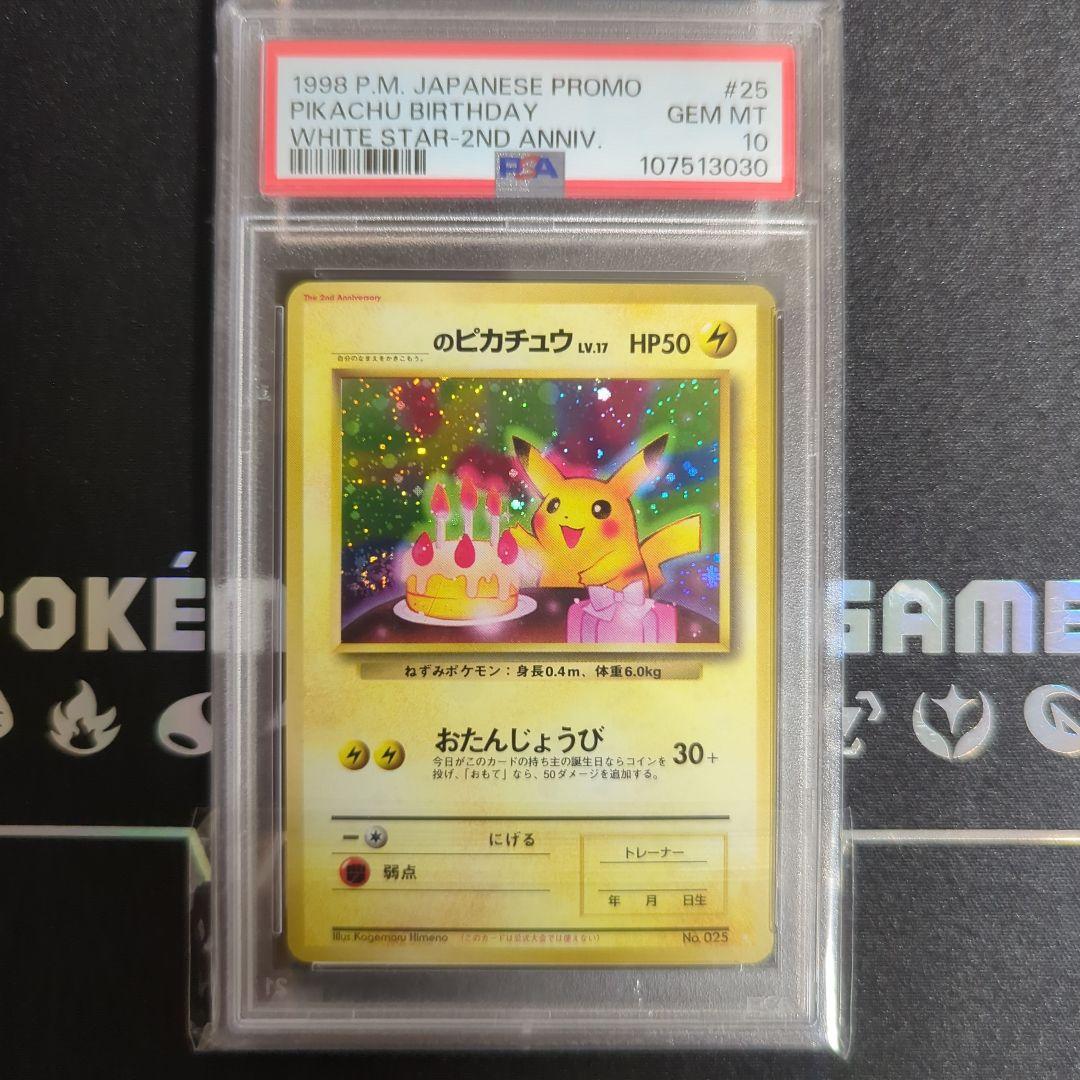 1998 P.M. JAPANESE PROMO #25
PIKACHU BIRTHDAY GEM MT
WHITE STAR-2ND ANNIV. 10
PSA 107513030
The 2nd Anniversary
のピカチュウ LV.17 HP50
自分のなまえをかきこもう。
ねずみポケモン：身長0.4m、体重6.0kg
おたんじょうび 30+
今日がこのカードの持ち主の誕生日ならコインを
投げ、「おもて」なら、50ダメージを追加する。
にげる
弱点
トレーナー
年 月 日生
Illus Kagemaru Himeno (このカードは公式大会では使えない) No. 025
POKÉ GAME